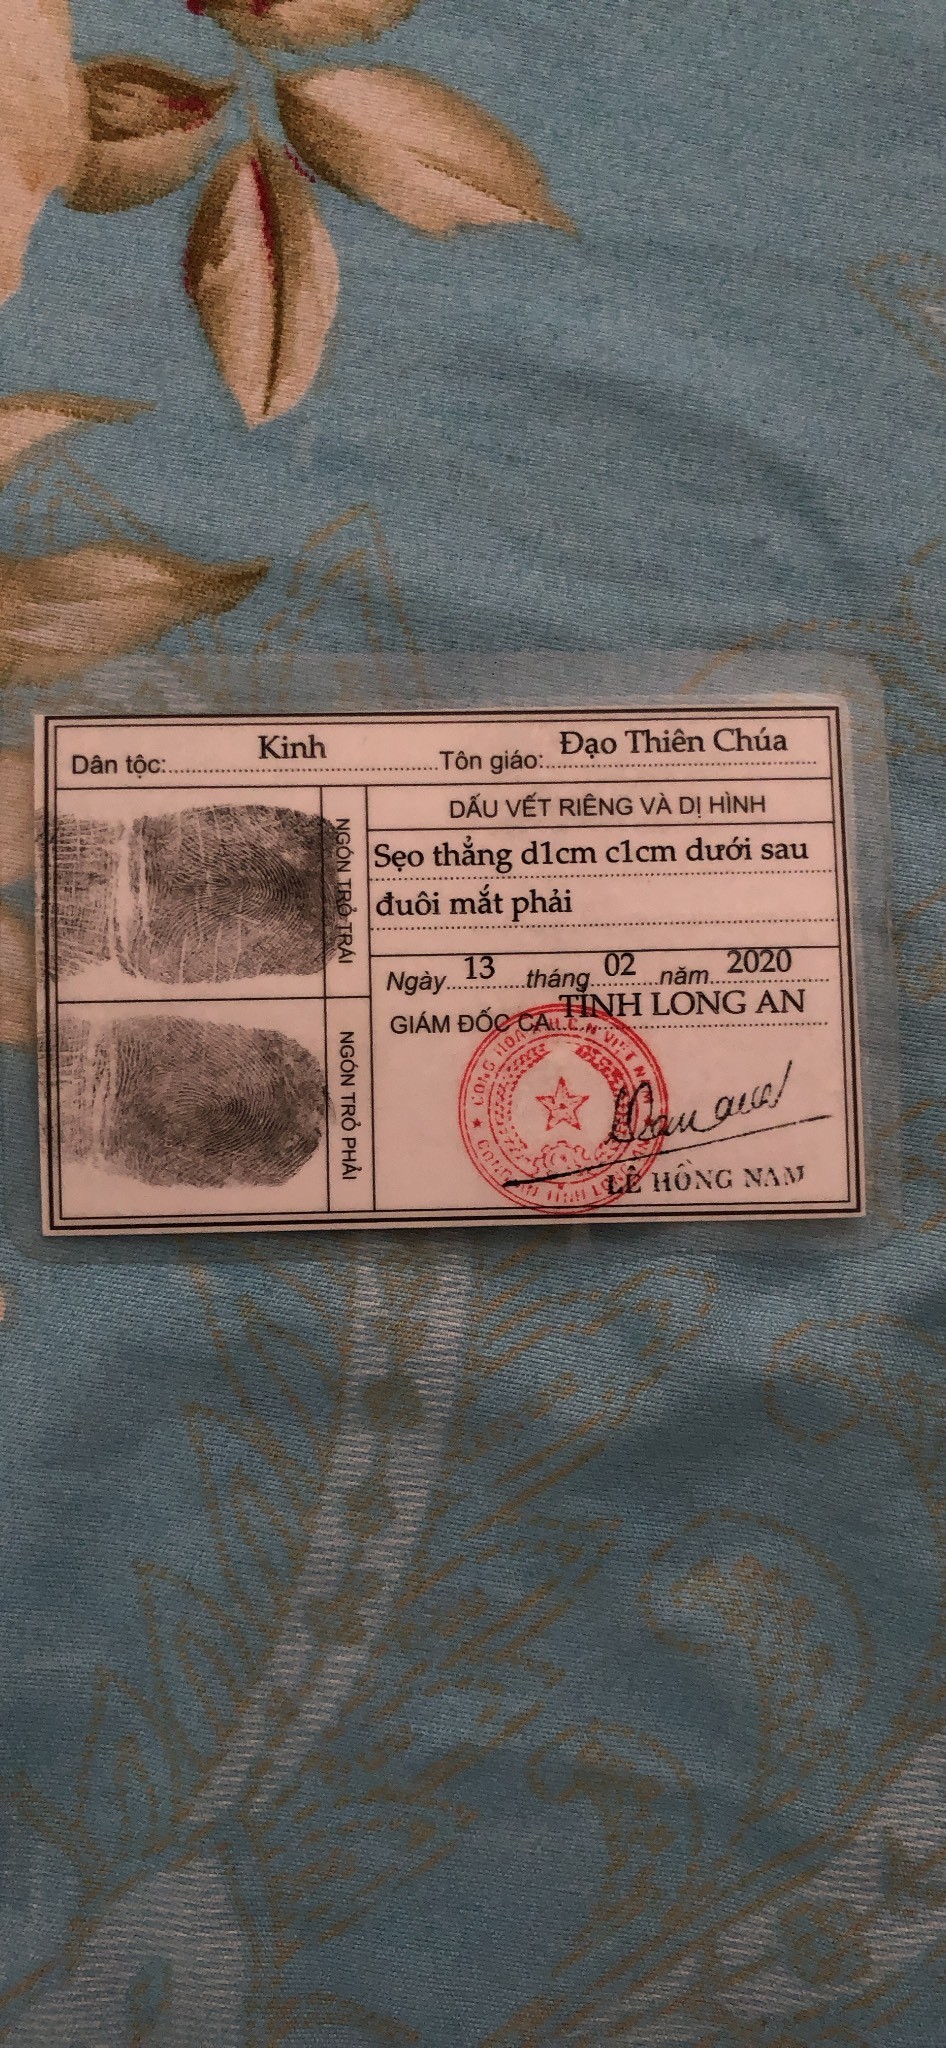 Dân tộc: Kinh Tôn giáo: Đạo Thiên Chúa
NGÓN TRỎ TRÁI
NGÓN TRỎ PHẢI
DẤU VẾT RIÊNG VÀ DỊ HÌNH
Sẹo thẳng d1cm c1cm dưới sau
đuôi mắt phải
Ngày 13 tháng 02 năm 2020
GIÁM ĐỐC CA TỈNH LONG AN
LÊ HỒNG NAM